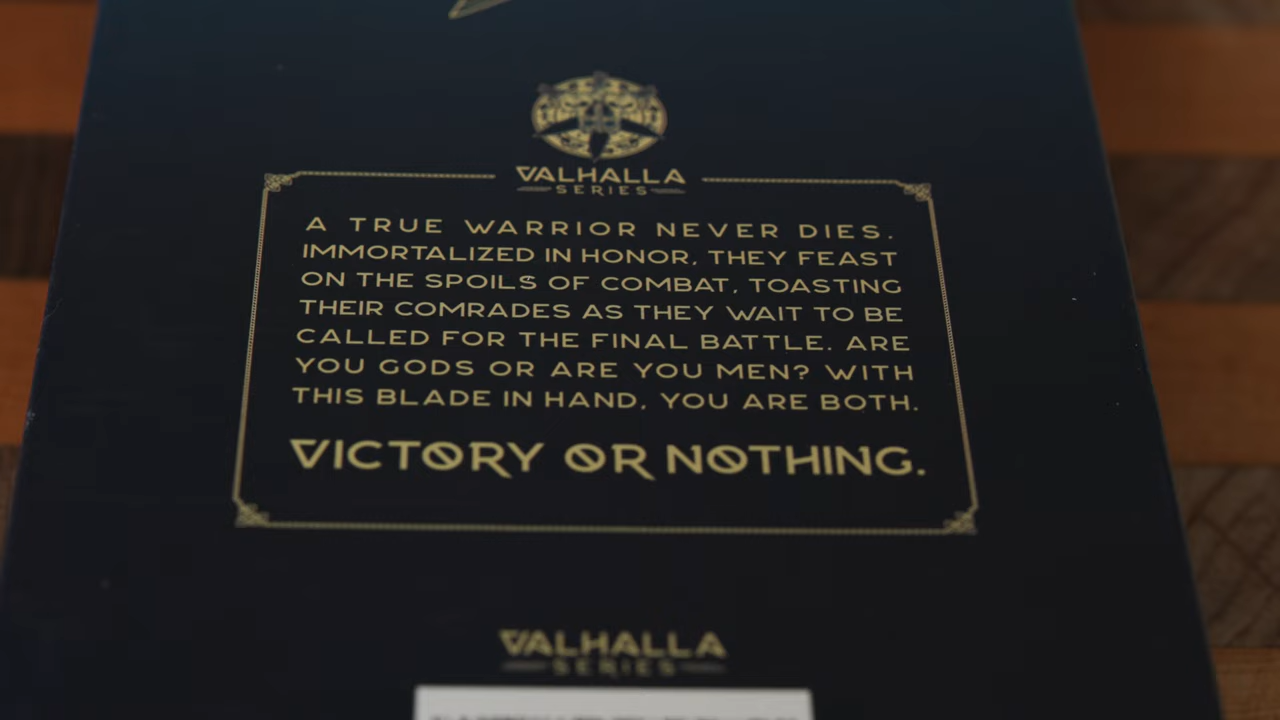 VALHALLA
SERIES
A TRUE WARRIOR NEVER DIES.
IMMORTALIZED IN HONOR, THEY FEAST
ON THE SPOILS OF COMBAT, TOASTING
THEIR COMRADES AS THEY WAIT TO BE
CALLED FOR THE FINAL BATTLE. ARE
YOU GODS OR ARE YOU MEN? WITH
THIS BLADE IN HAND, YOU ARE BOTH.
VICTORY OR NOTHING.
VALHALLA
SERIES